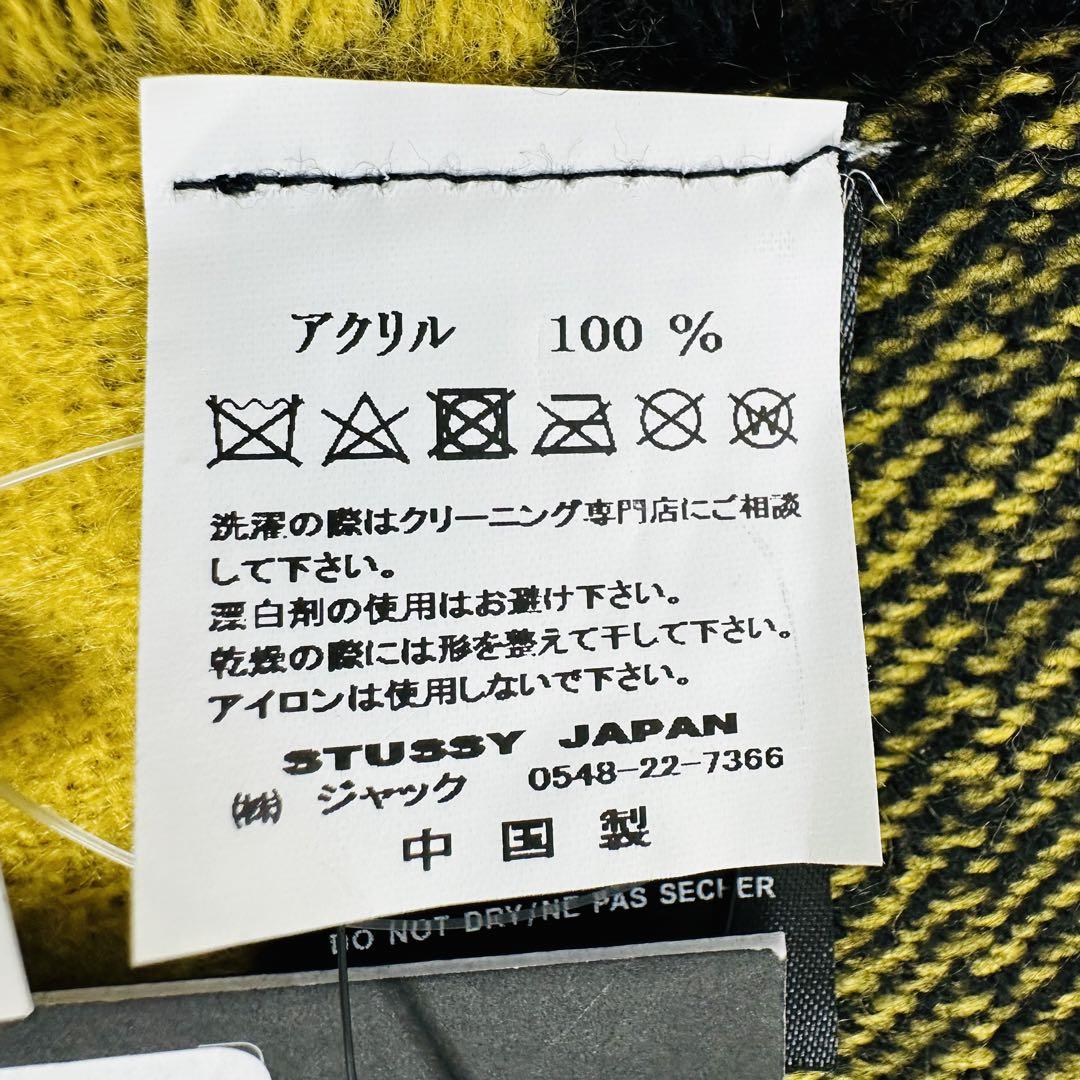 アクリル 100 %
W
洗濯の際はクリーニング専門店にご相談
して下さい。
漂白剤の使用はお避け下さい。
乾燥の際には形を整えて干して下さい。
アイロンは使用しないで下さい。
STUSSY JAPAN
㈱ ジャック 0548-22-7366
中国製
DO NOT DRY/NE PAS SECHER